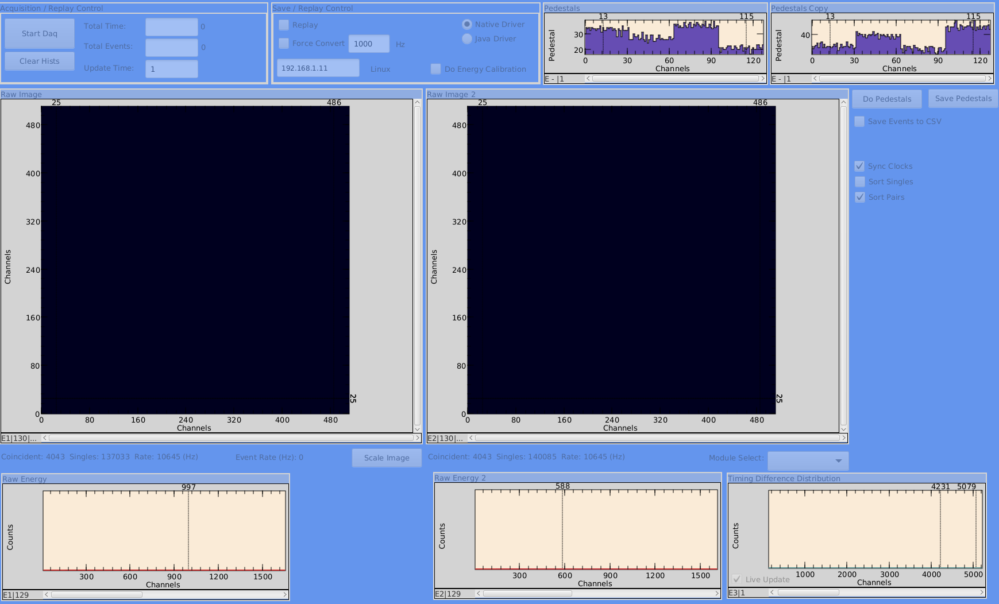 Acquisition / Replay Control
Start Daq
Clear Hists
Total Time: 0
Total Events: 0
Update Time: 1
Save / Replay Control
Replay
Force Convert 1000 Hz
192.168.1.11 Linux
Native Driver
Java Driver
Do Energy Calibration
Pedestals
13 115
Pedestal
30
20
0 30 60 90 120
Channels
E - |1
Pedestals Copy
13 115
Pedestal
40
0 30 60 90 120
Channels
E - |1
Raw Image
25 486
480
400
320
240
160
80
0
Channels
25
0 80 160 240 320 400 480
Channels
E1|130|...
Raw Image 2
25 486
480
400
320
240
160
80
0
Channels
25
0 80 160 240 320 400 480
Channels
E2|130|...
Do Pedestals
Save Pedestals
Save Events to CSV
Sync Clocks
Sort Singles
Sort Pairs
Coincident: 4043 Singles: 137033 Rate: 10645 (Hz)
Event Rate (Hz): 0
Scale Image
Coincident: 4043 Singles: 140085 Rate: 10645 (Hz)
Module Select:
Raw Energy
997
Counts
300 600 900 1200 1500
Channels
E1|129
Raw Energy 2
588
Counts
300 600 900 1200 1500
Channels
E2|129
Timing Difference Distribution
4231 5079
Counts
1000 2000 3000 4000 5000
Live Update
Channels
E3|1